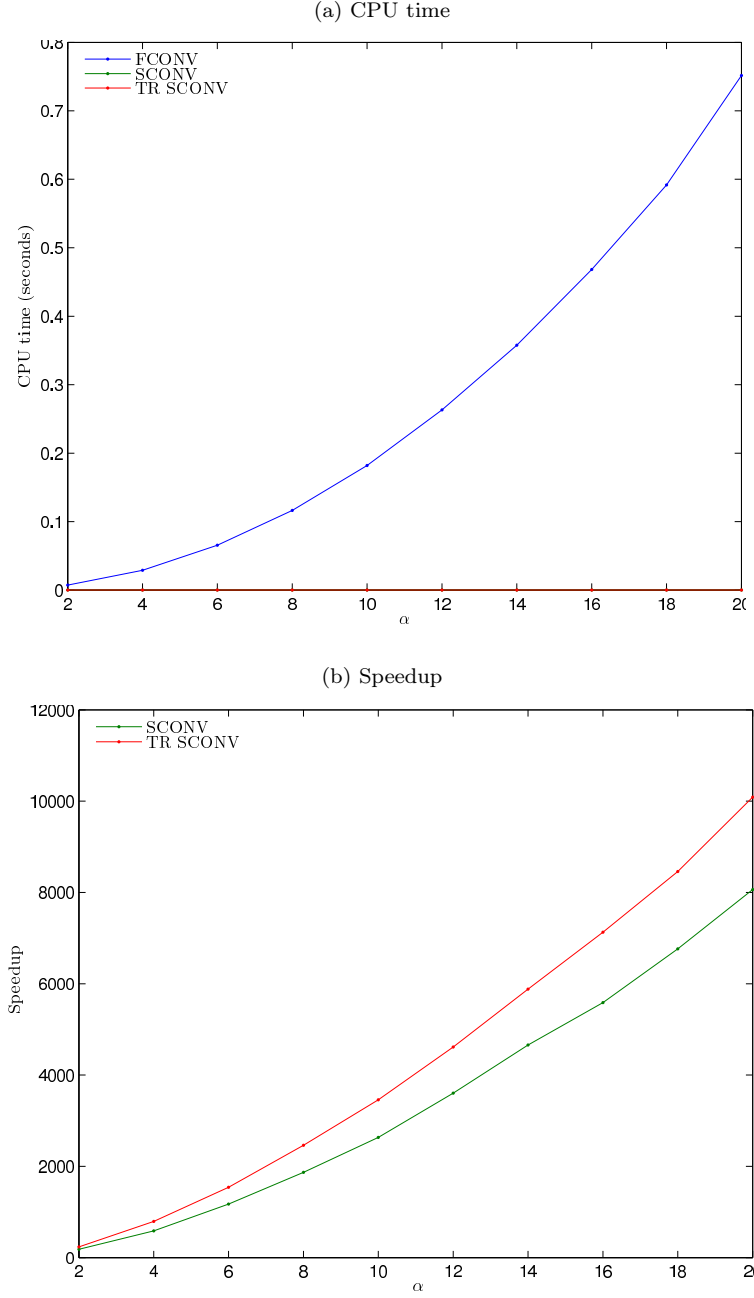 (a) CPU time
0.8
FCONV
SCONV
TR SCONV
0.7
0.6
0.5
0.4
0.3
0.2
0.1
0
CPU time (seconds)
2 4 6 8 10 12 14 16 18 20
α
(b) Speedup
12000
SCONV
TR SCONV
10000
8000
6000
4000
2000
0
Speedup
2 4 6 8 10 12 14 16 18 20
α